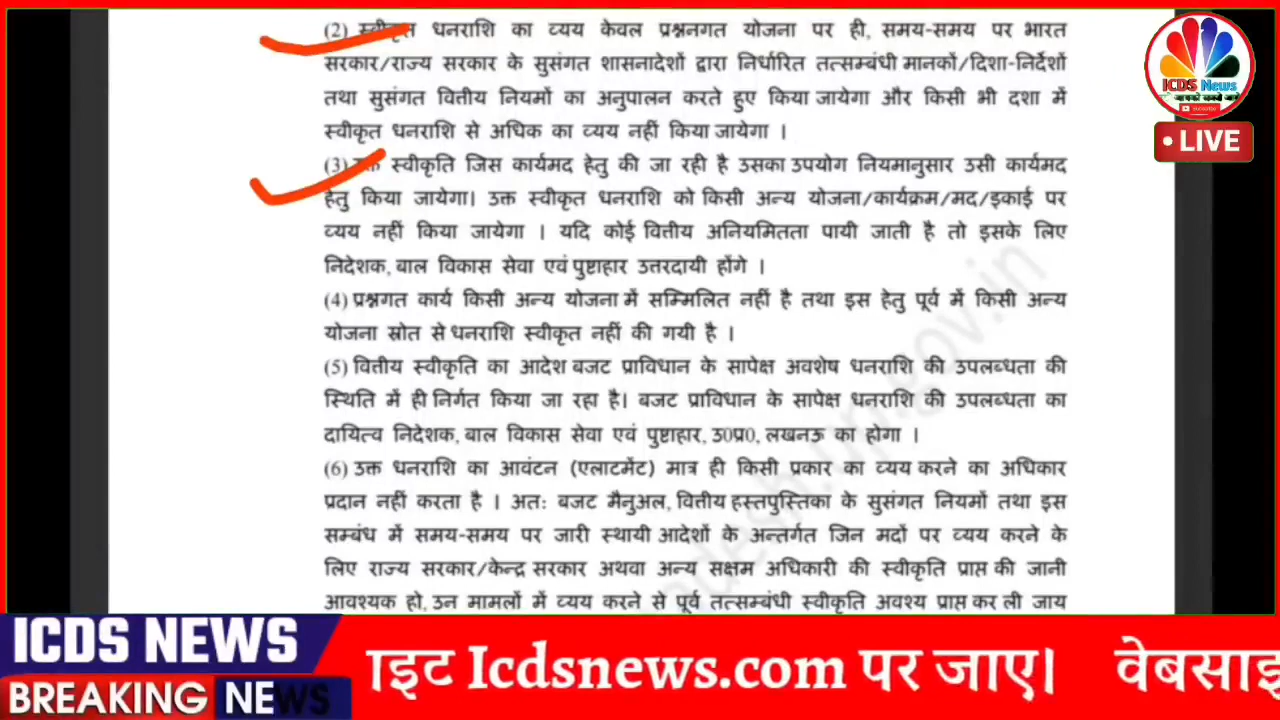 (2) स्वीकृत धनराशि का व्यय केवल प्रश्नगत योजना पर ही, समय-समय पर भारत
सरकार/राज्य सरकार के सुसंगत शासनादेशों द्वारा निर्धारित तत्सम्बंधी मानकों/दिशा-निर्देशों
तथा सुसंगत वित्तीय नियमों का अनुपालन करते हुए किया जायेगा और किसी भी दशा में
स्वीकृत धनराशि से अधिक का व्यय नहीं किया जायेगा ।
(3) उक्त स्वीकृति जिस कार्यमद हेतु की जा रही है उसका उपयोग नियमानुसार उसी कार्यमद
हेतु किया जायेगा। उक्त स्वीकृत धनराशि को किसी अन्य योजना/कार्यक्रम/मद/इकाई पर
व्यय नहीं किया जायेगा । यदि कोई वित्तीय अनियमितता पायी जाती है तो इसके लिए
निदेशक, बाल विकास सेवा एवं पुष्टाहार उत्तरदायी होंगे ।
(4) प्रश्नगत कार्य किसी अन्य योजना में सम्मिलित नहीं है तथा इस हेतु पूर्व में किसी अन्य
योजना स्रोत से धनराशि स्वीकृत नहीं की गयी है ।
(5) वित्तीय स्वीकृति का आदेश बजट प्राविधान के सापेक्ष अवशेष धनराशि की उपलब्धता की
स्थिति में ही निर्गत किया जा रहा है। बजट प्राविधान के सापेक्ष धनराशि की उपलब्धता का
दायित्व निदेशक, बाल विकास सेवा एवं पुष्टाहार, उ0प्र0, लखनऊ का होगा ।
(6) उक्त धनराशि का आवंटन (एलाटमेंट) मात्र ही किसी प्रकार का व्यय करने का अधिकार
प्रदान नहीं करता है । अतः बजट मैनुअल, वित्तीय हस्तपुस्तिका के सुसंगत नियमों तथा इस
सम्बंध में समय-समय पर जारी स्थायी आदेशों के अन्तर्गत जिन मदों पर व्यय करने के
लिए राज्य सरकार/केन्द्र सरकार अथवा अन्य सक्षम अधिकारी की स्वीकृति प्राप्त की जानी
आवश्यक हो, उन मामलों में व्यय करने से पूर्व तत्सम्बंधी स्वीकृति अवश्य प्राप्त कर ली जाय
ICDS News
LIVE
ICDS NEWS
BREAKING NEWS
ाइट Icdsnews.com पर जाए। वेबसाइ